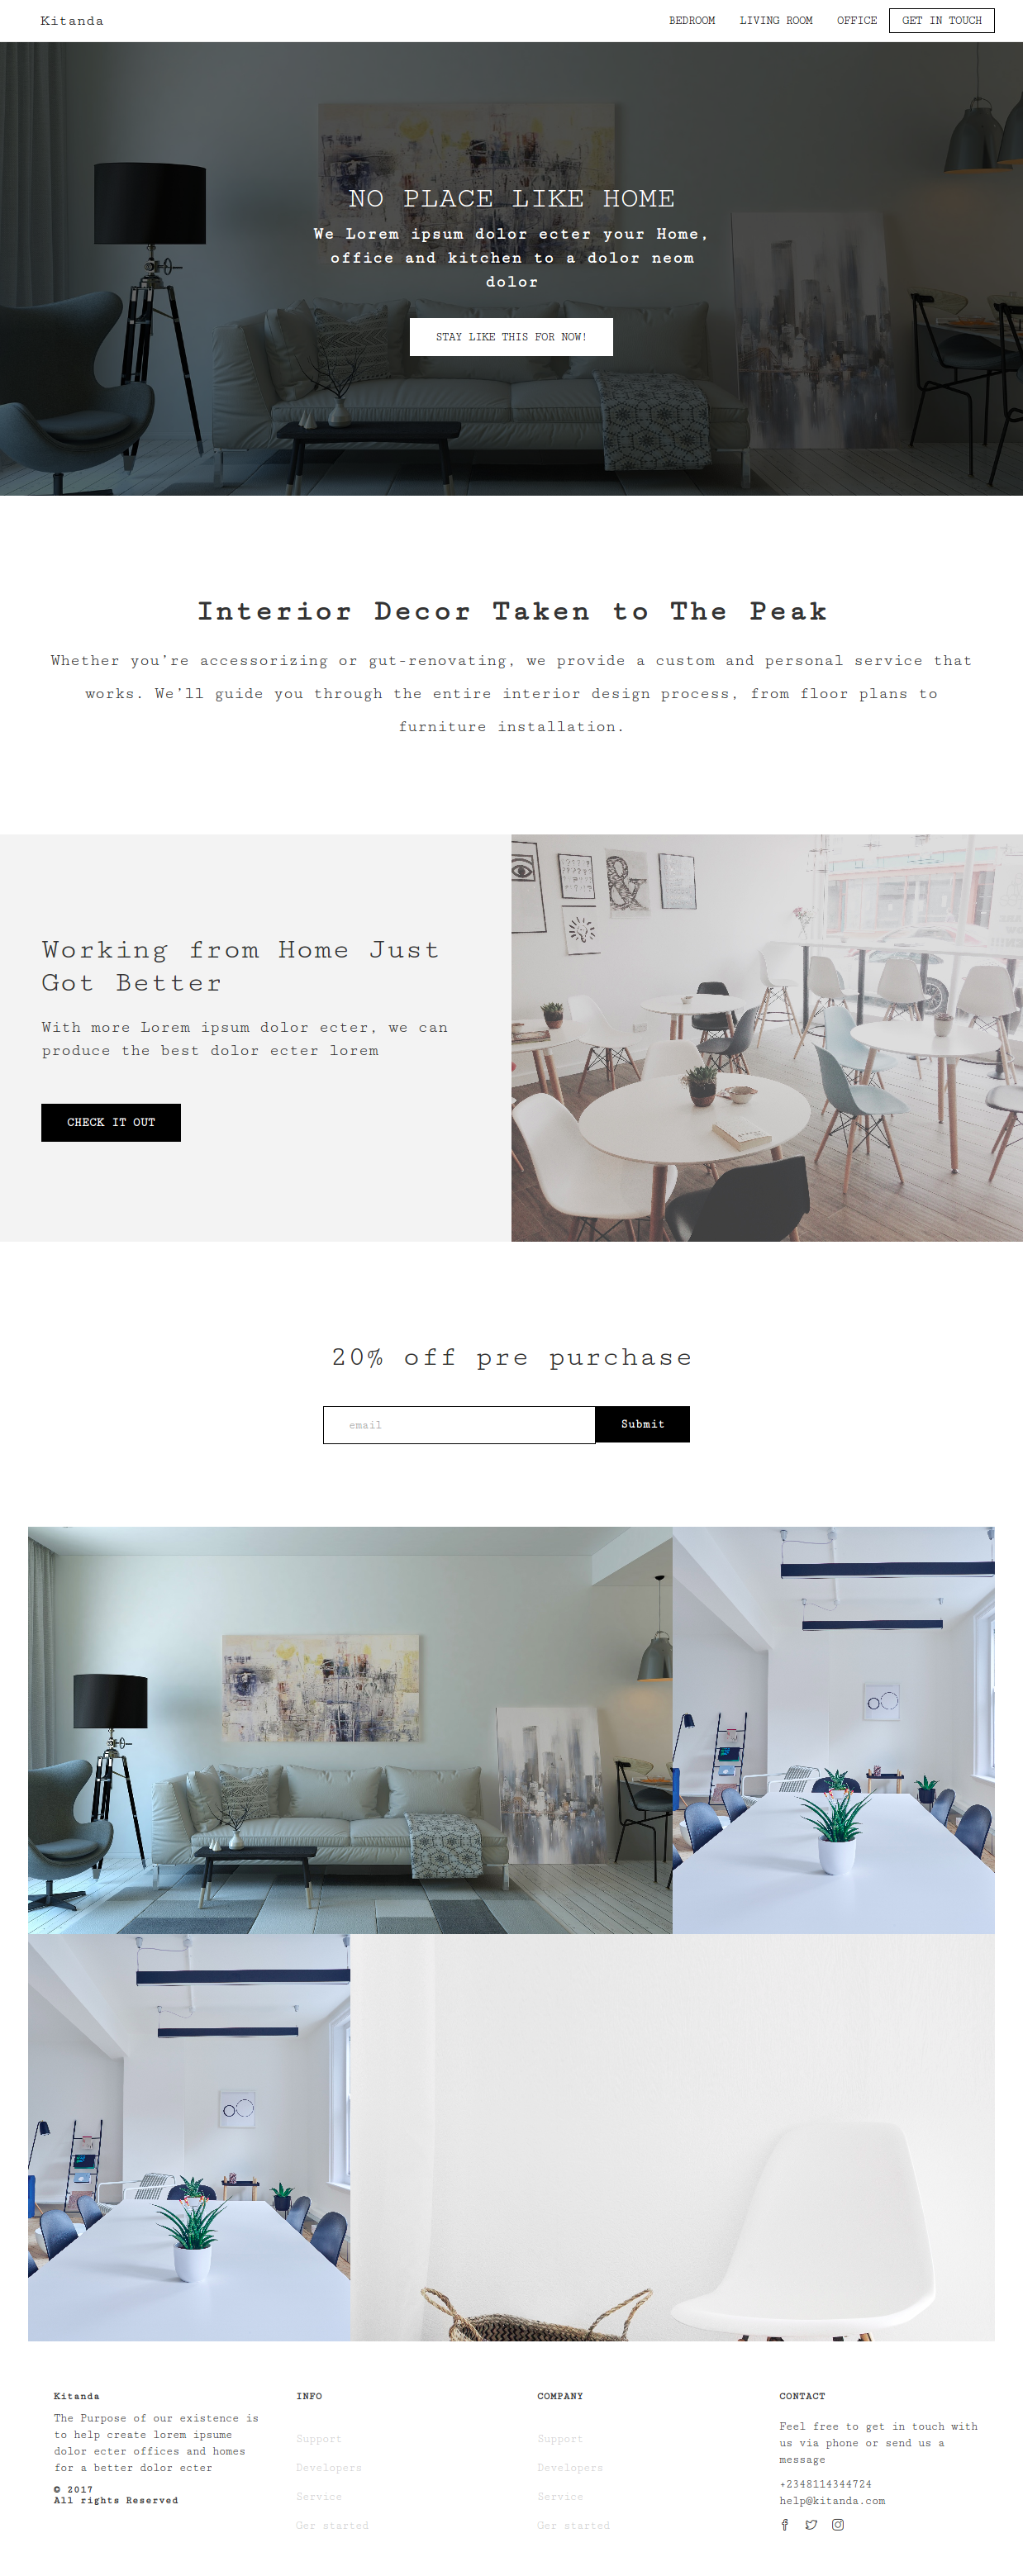 Kitanda
BEDROOM
LIVING ROOM
OFFICE
GET IN TOUCH
NO PLACE LIKE HOME
We Lorem ipsum dolor ecter your Home,
office and kitchen to a dolor neom
dolor
STAY LIKE THIS FOR NOW!
Interior Decor Taken to The Peak
Whether you’re accessorizing or gut-renovating, we provide a custom and personal service that
works. We’ll guide you through the entire interior design process, from floor plans to
furniture installation.
Working from Home Just
Got Better
With more Lorem ipsum dolor ecter, we can
produce the best dolor ecter lorem
CHECK IT OUT
&
20% off pre purchase
email
Submit
Kitanda
The Purpose of our existence is
to help create lorem ipsume
dolor ecter offices and homes
for a better dolor ecter
© 2017
All rights Reserved
INFO
Support
Developers
Service
Ger started
COMPANY
Support
Developers
Service
Ger started
CONTACT
Feel free to get in touch with
us via phone or send us a
message
+2348114344724
help@kitanda.com